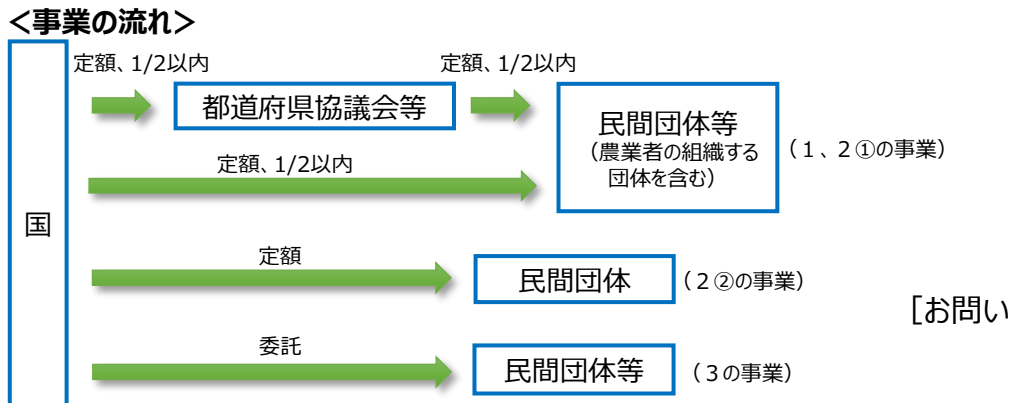 ＜事業の流れ＞
定額、1/2以内
定額、1/2以内
都道府県協議会等
民間団体等
（農業者の組織する
団体を含む）
（１、２①の事業）
定額、1/2以内
国
定額
民間団体
（２②の事業）
［お問い
委託
民間団体等
（３の事業）